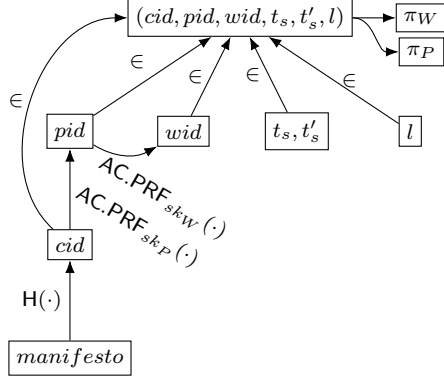 (cid, pid, wid, t_s, t'_s, l)
π_W
π_P
∈
∈
∈
∈
∈
pid
wid
t_s, t'_s
l
AC.PRF_{sk_W}(·)
AC.PRF_{sk_P}(·)
cid
H(·)
manifesto